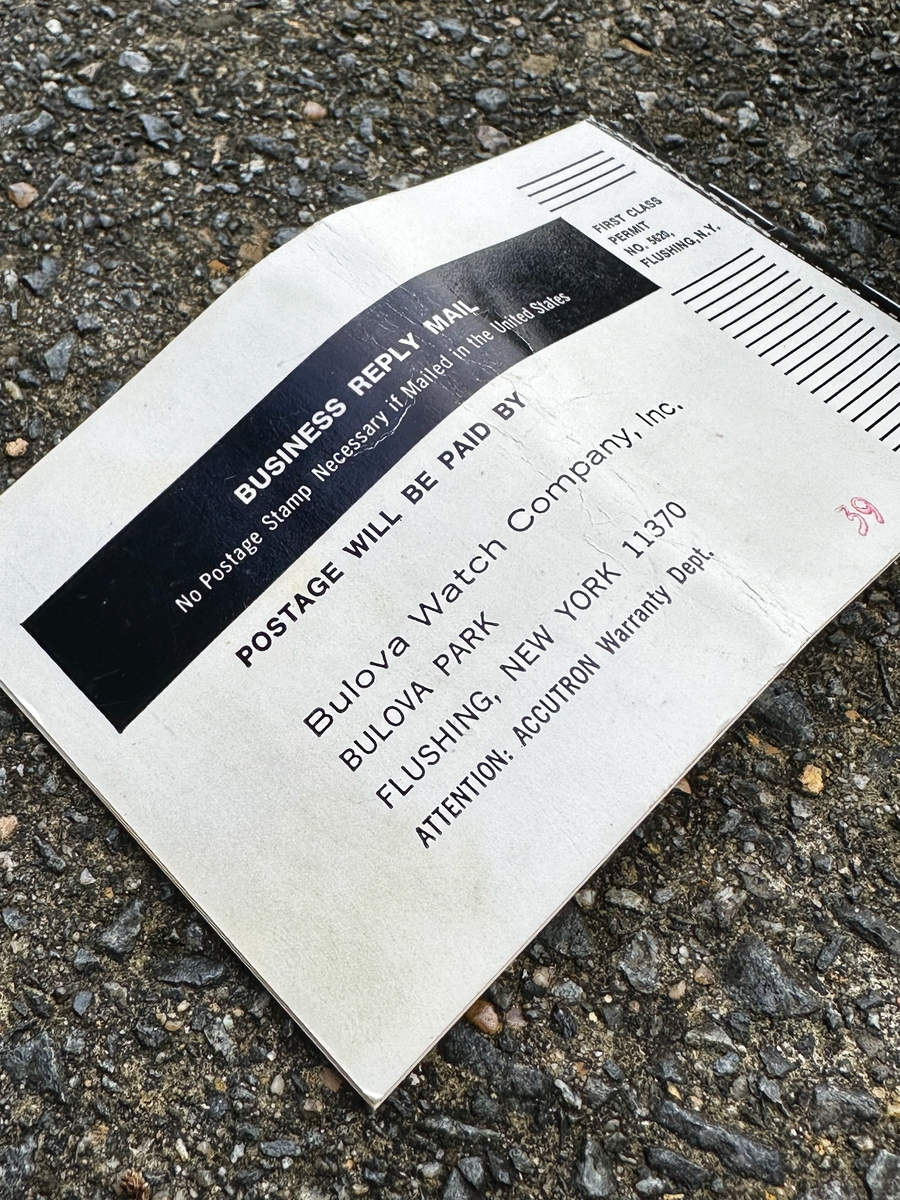 FIRST CLASS
PERMIT
NO. 5620,
FLUSHING, N.Y.
BUSINESS REPLY MAIL
No Postage Stamp Necessary if Mailed in the United States
POSTAGE WILL BE PAID BY
Bulova Watch Company, Inc.
BULOVA PARK
FLUSHING, NEW YORK 11370
ATTENTION: ACCUTRON Warranty Dept.
39